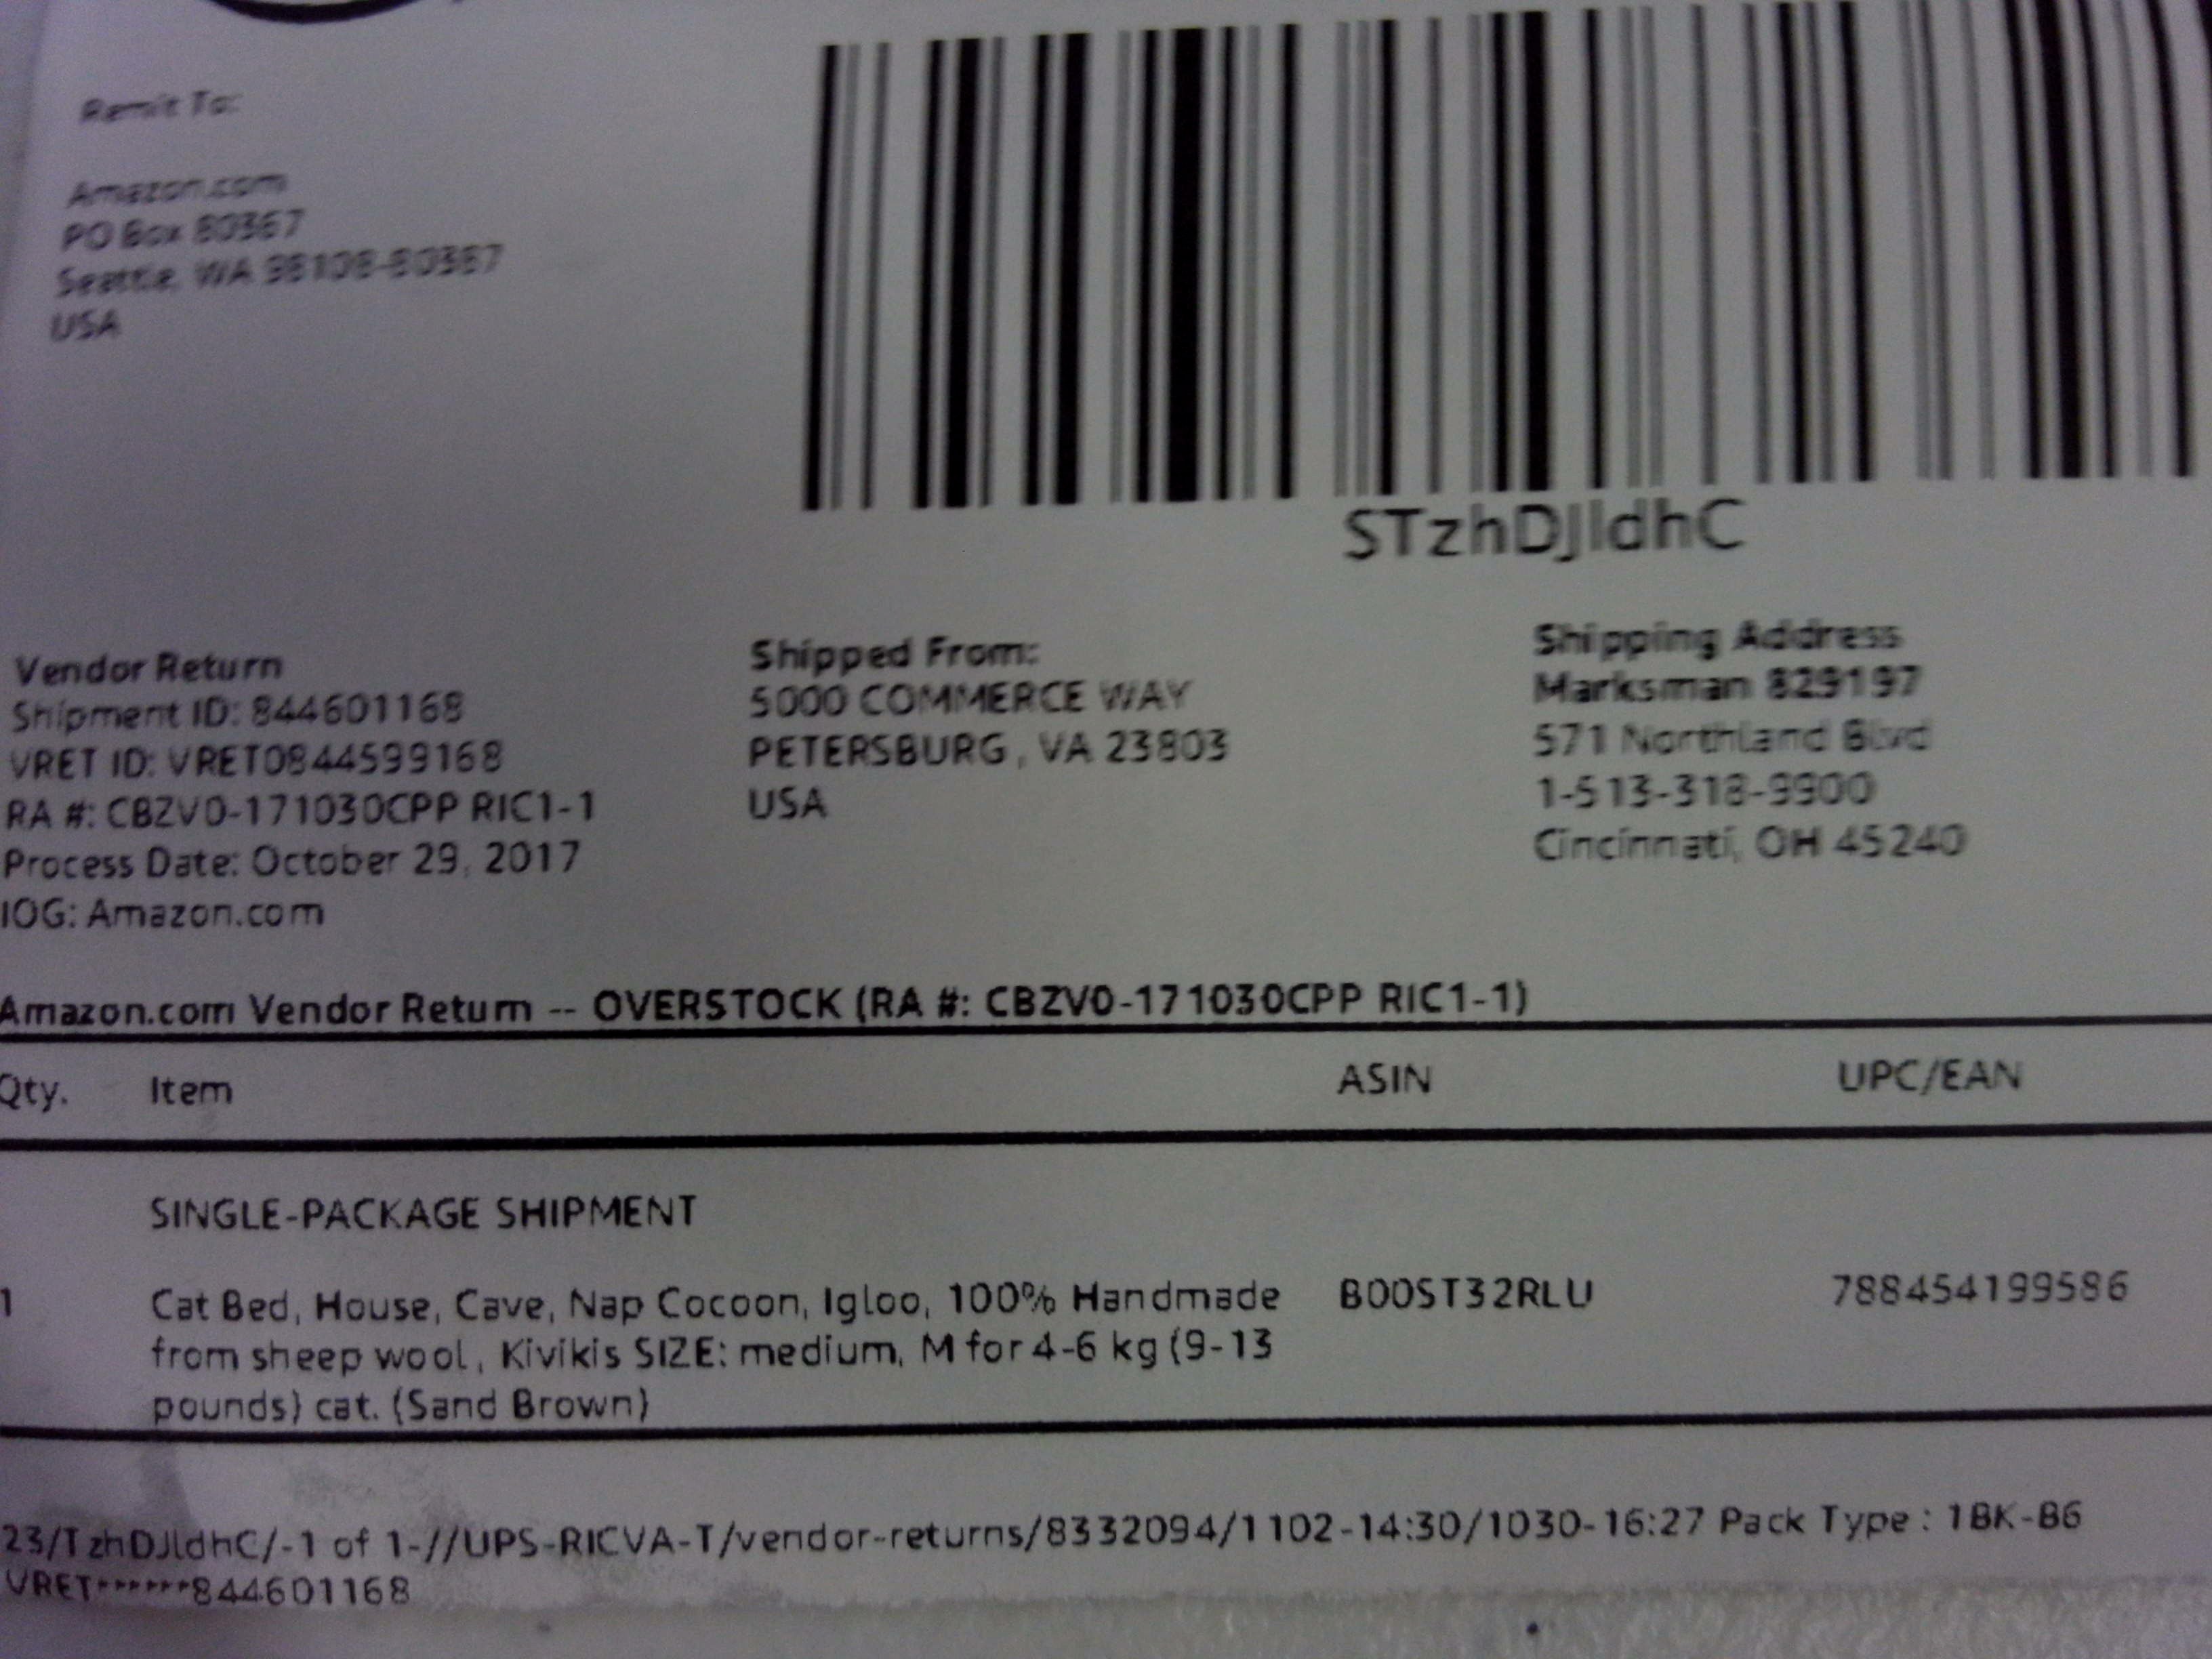 Remit To:
Amazon.com
PO Box 80367
Seattle, WA 98108-80367
USA
STzhDJldhC
Vendor Return
Shipment ID: 844601168
VRET ID: VRET0844599168
RA #: CBZV0-171030CPP RIC1-1
Process Date: October 29, 2017
IOG: Amazon.com
Shipped From:
5000 COMMERCE WAY
PETERSBURG , VA 23803
USA
Shipping Address
Marksman 829197
571 Northland Blvd
1-513-318-9900
Cincinnati, OH 45240
Amazon.com Vendor Return -- OVERSTOCK (RA #: CBZV0-171030CPP RIC1-1)
Qty. Item ASIN UPC/EAN
SINGLE-PACKAGE SHIPMENT
1 Cat Bed, House, Cave, Nap Cocoon, Igloo, 100% Handmade B00ST32RLU 788454199586
from sheep wool, Kivikis SIZE: medium, M for 4-6 kg (9-13
pounds) cat. (Sand Brown)
23/TzhDJldhC/-1 of 1-//UPS-RICVA-T/vendor-returns/8332094/1102-14:30/1030-16:27 Pack Type : 1BK-B6
VRET******844601168